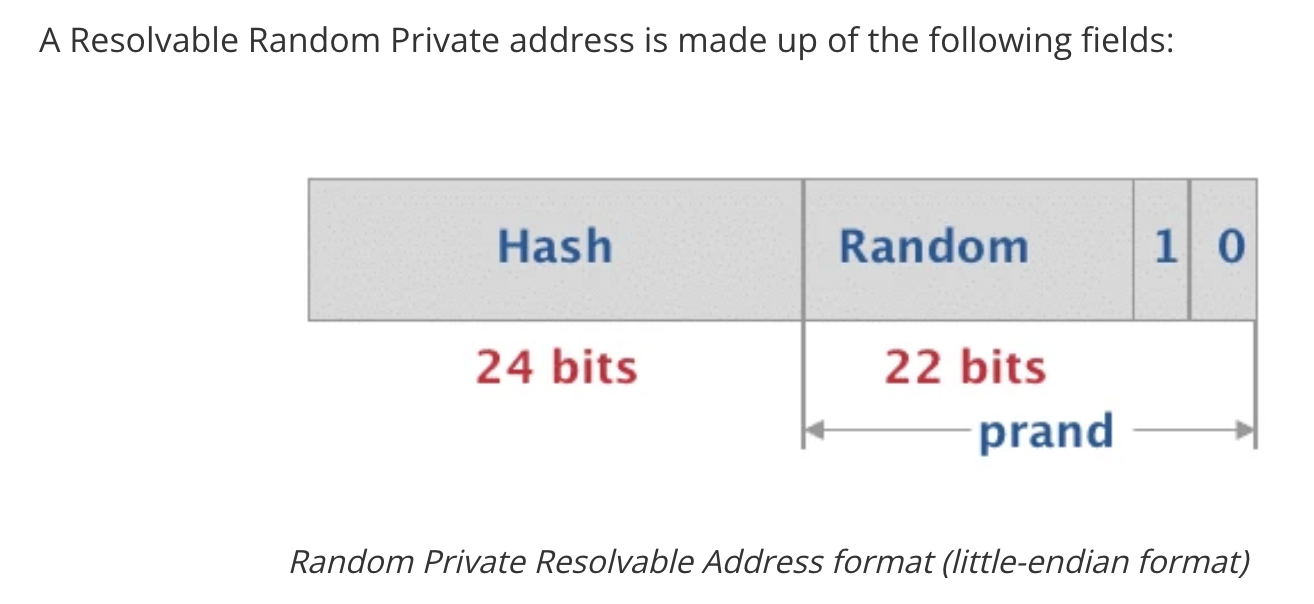 A Resolvable Random Private address is made up of the following fields:
Hash Random 1 0
24 bits 22 bits
prand
Random Private Resolvable Address format (little-endian format)